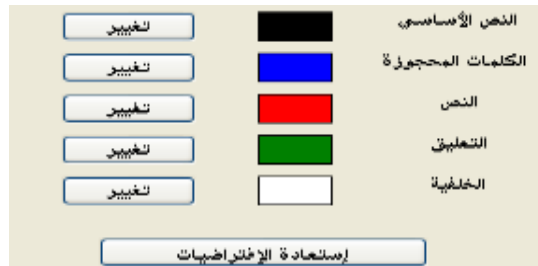 النص الأساسي تغيير
الكلمات المحجوزة تغيير
النص تغيير
التعليق تغيير
الخلفية تغيير
إستعادة الإفتراضيات